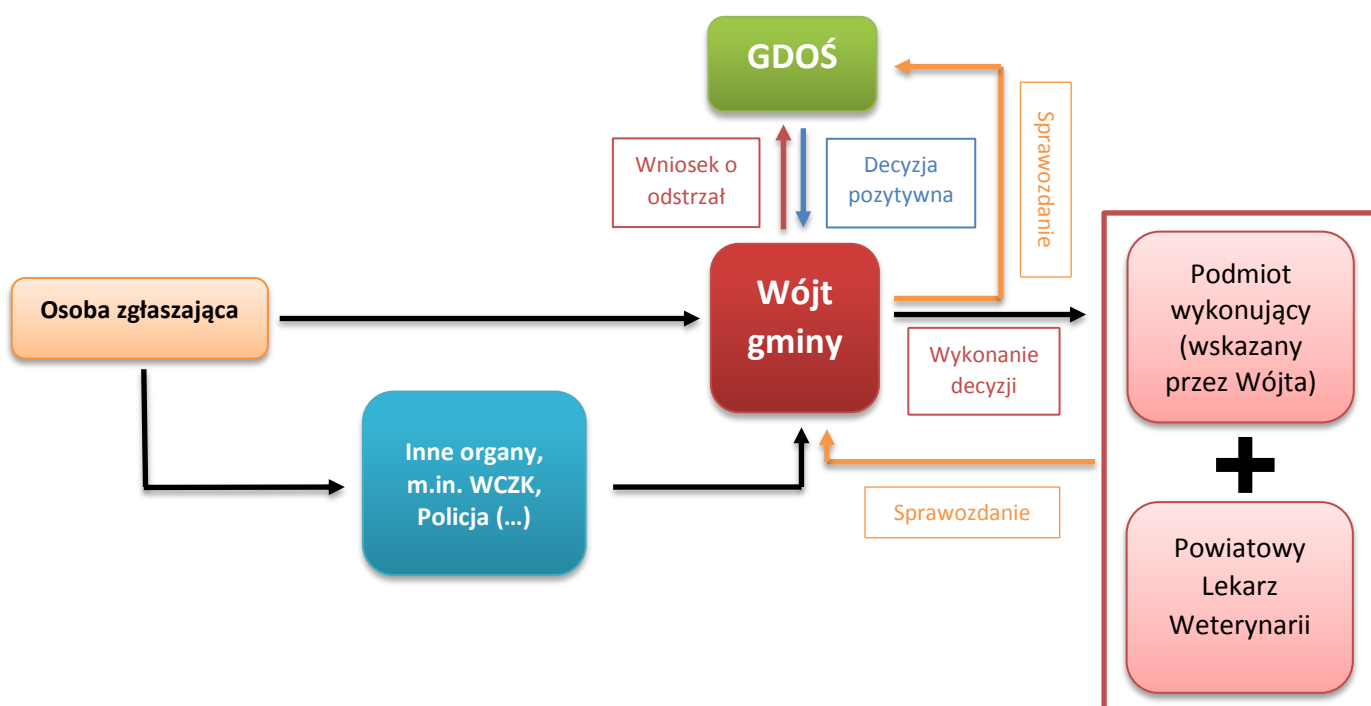 GDOŚ
Sprawozdanie
Wniosek o
odstrzał
Decyzja
pozytywna
Osoba zgłaszająca
Wójt
gminy
Wykonanie
decyzji
Podmiot
wykonujący
(wskazany
przez Wójta)
Inne organy,
m.in. WCZK,
Policja (…)
Sprawozdanie
Powiatowy
Lekarz
Weterynarii